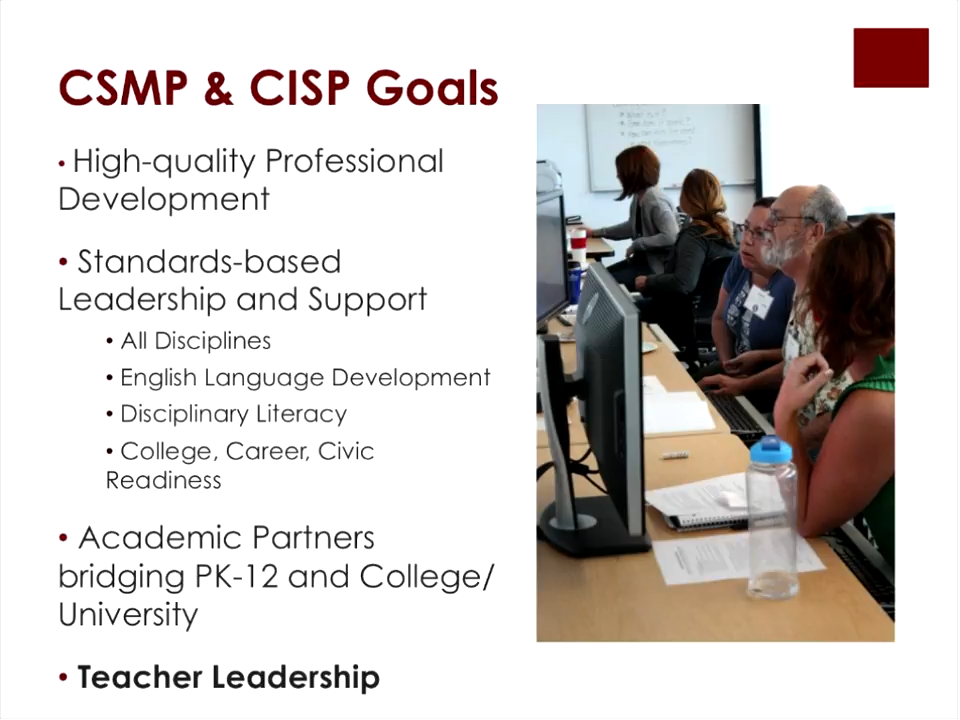 CSMP & CISP Goals
• High-quality Professional
Development
• Standards-based
Leadership and Support
• All Disciplines
• English Language Development
• Disciplinary Literacy
• College, Career, Civic
Readiness
• Academic Partners
bridging PK-12 and College/
University
• Teacher Leadership